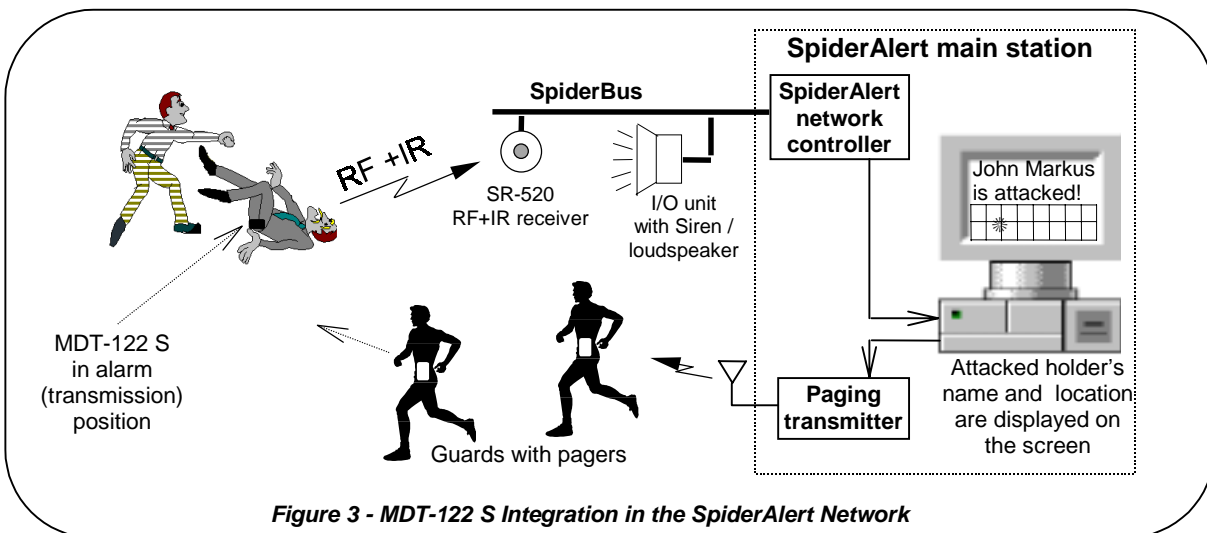 SpiderAlert main station
SpiderBus
SpiderAlert
network
controller
RF +IR
SR-520
RF+IR receiver
I/O unit
with Siren /
loudspeaker
John Markus
is attacked!
MDT-122 S
in alarm
(transmission)
position
Guards with pagers
Paging
transmitter
Attacked holder's
name and location
are displayed on
the screen
Figure 3 - MDT-122 S Integration in the SpiderAlert Network